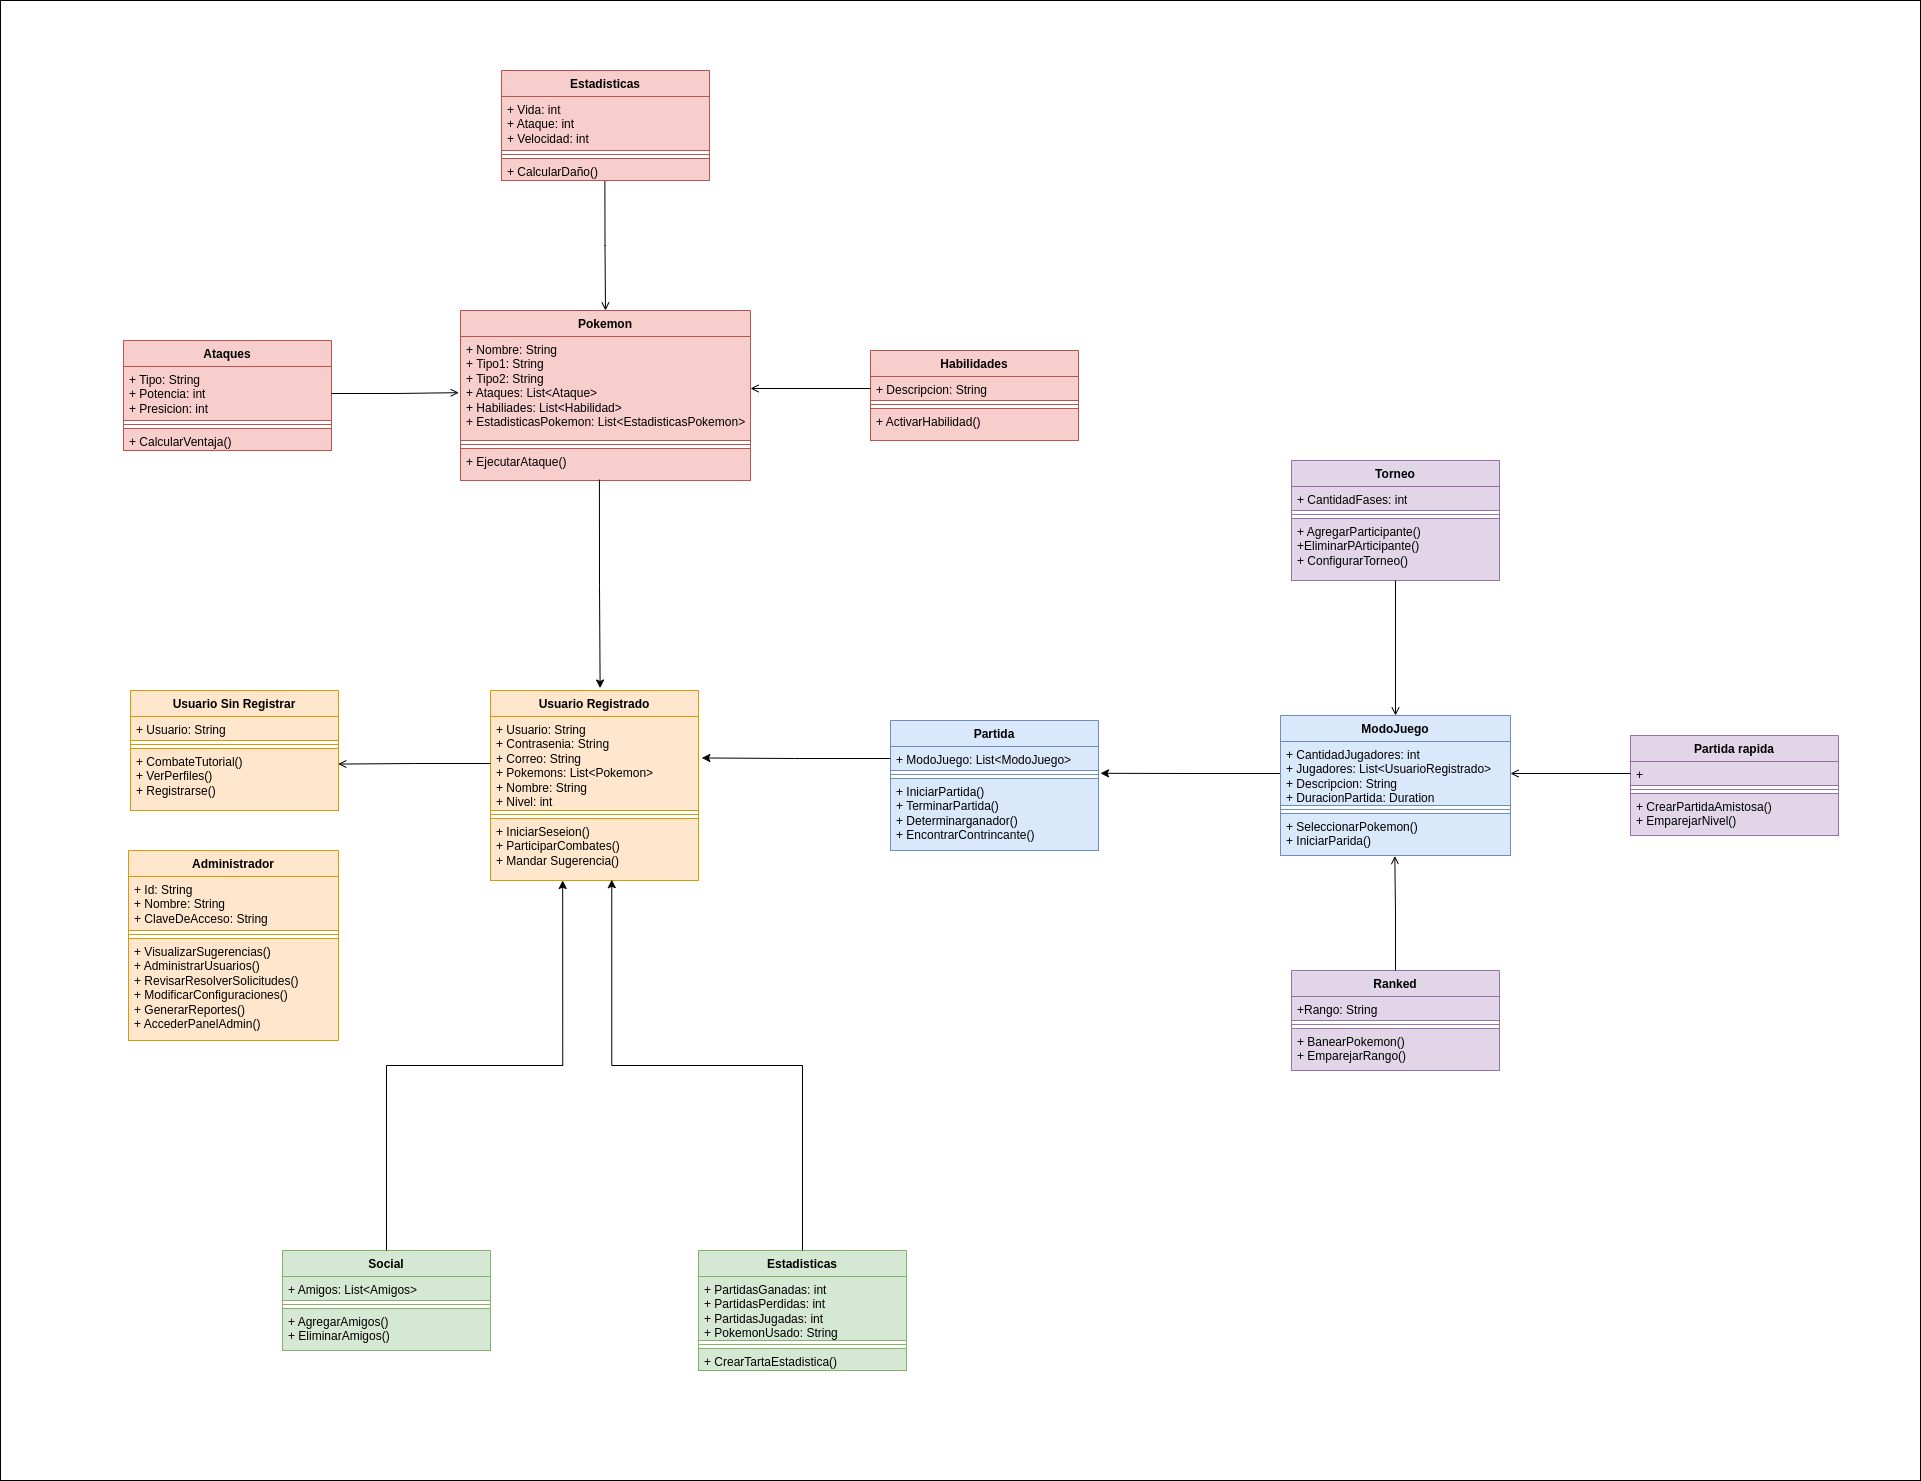 Estadisticas
+ Vida: int
+ Ataque: int
+ Velocidad: int
+ CalcularDaño()
Pokemon
+ Nombre: String
+ Tipo1: String
+ Tipo2: String
+ Ataques: List<Ataque>
+ Habiliades: List<Habilidad>
+ EstadisticasPokemon: List<EstadisticasPokemon>
+ EjecutarAtaque()
Ataques
+ Tipo: String
+ Potencia: int
+ Presicion: int
+ CalcularVentaja()
Habilidades
+ Descripcion: String
+ ActivarHabilidad()
Torneo
+ CantidadFases: int
+ AgregarParticipante()
+EliminarPArticipante()
+ ConfigurarTorneo()
Usuario Sin Registrar
+ Usuario: String
+ CombateTutorial()
+ VerPerfiles()
+ Registrarse()
Usuario Registrado
+ Usuario: String
+ Contrasenia: String
+ Correo: String
+ Pokemons: List<Pokemon>
+ Nombre: String
+ Nivel: int
+ IniciarSeseion()
+ ParticiparCombates()
+ Mandar Sugerencia()
Partida
+ ModoJuego: List<ModoJuego>
+ IniciarPartida()
+ TerminarPartida()
+ Determinarganador()
+ EncontrarContrincante()
ModoJuego
+ CantidadJugadores: int
+ Jugadores: List<UsuarioRegistrado>
+ Descripcion: String
+ DuracionPartida: Duration
+ SeleccionarPokemon()
+ IniciarParida()
Partida rapida
+
+ CrearPartidaAmistosa()
+ EmparejarNivel()
Administrador
+ Id: String
+ Nombre: String
+ ClaveDeAcceso: String
+ VisualizarSugerencias()
+ AdministrarUsuarios()
+ RevisarResolverSolicitudes()
+ ModificarConfiguraciones()
+ GenerarReportes()
+ AccederPanelAdmin()
Ranked
+Rango: String
+ BanearPokemon()
+ EmparejarRango()
Social
+ Amigos: List<Amigos>
+ AgregarAmigos()
+ EliminarAmigos()
Estadisticas
+ PartidasGanadas: int
+ PartidasPerdidas: int
+ PartidasJugadas: int
+ PokemonUsado: String
+ CrearTartaEstadistica()